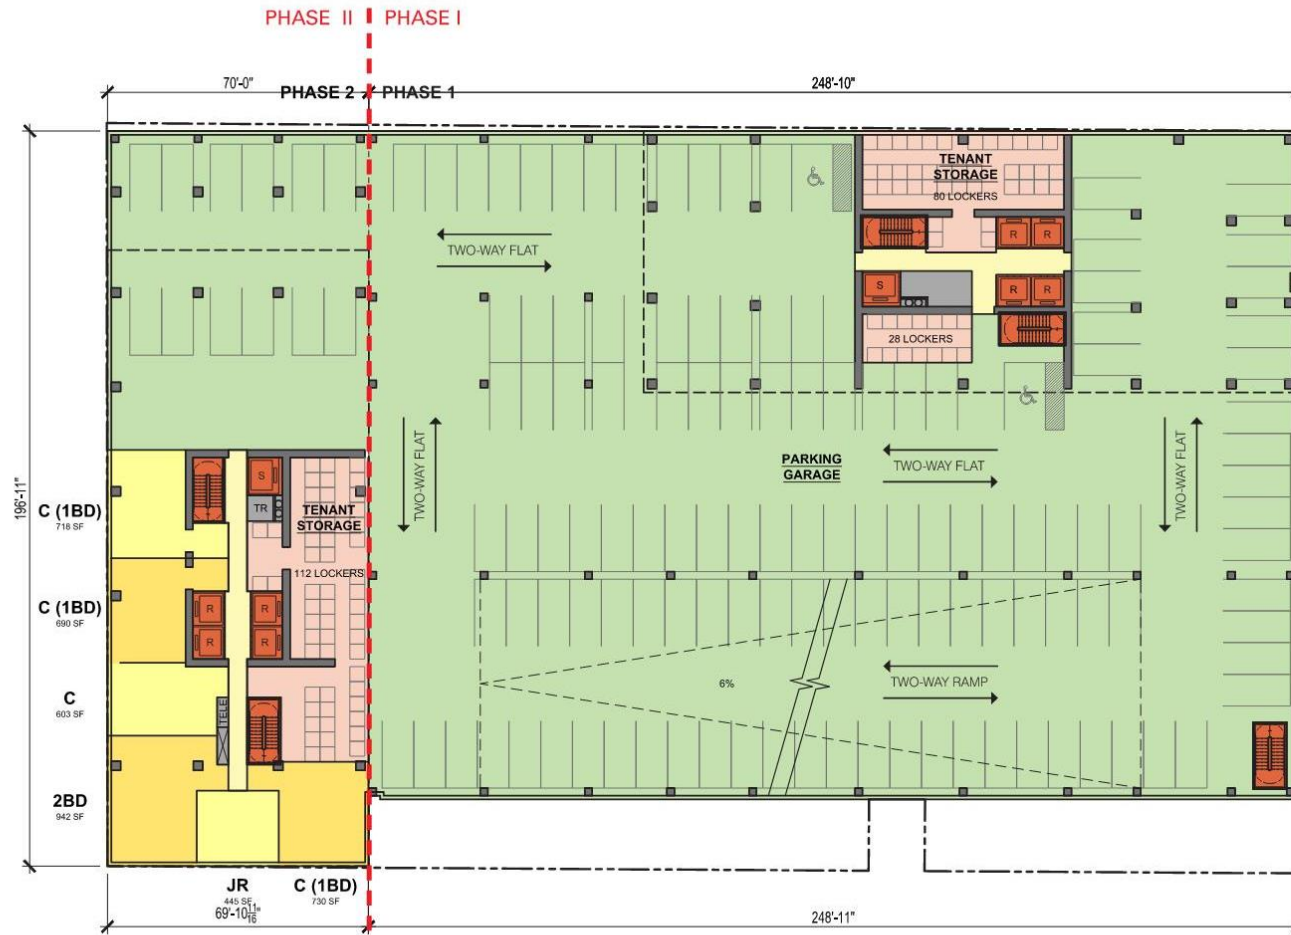 PHASE II
PHASE I
70'-0"
248'-10"
PHASE 2
PHASE 1
TENANT
STORAGE
80 LOCKERS
TWO-WAY FLAT
R
R
S
R
R
28 LOCKERS
196'-11"
TWO-WAY FLAT
PARKING
GARAGE
TWO-WAY FLAT
TWO-WAY FLAT
C (1BD)
718 SF
S
TR
TENANT
STORAGE
112 LOCKERS
C (1BD)
690 SF
R
R
R
R
C
603 SF
TELE
6%
TWO-WAY RAMP
2BD
942 SF
JR
445 SF
C (1BD)
730 SF
69'-10 11/16"
248'-11"